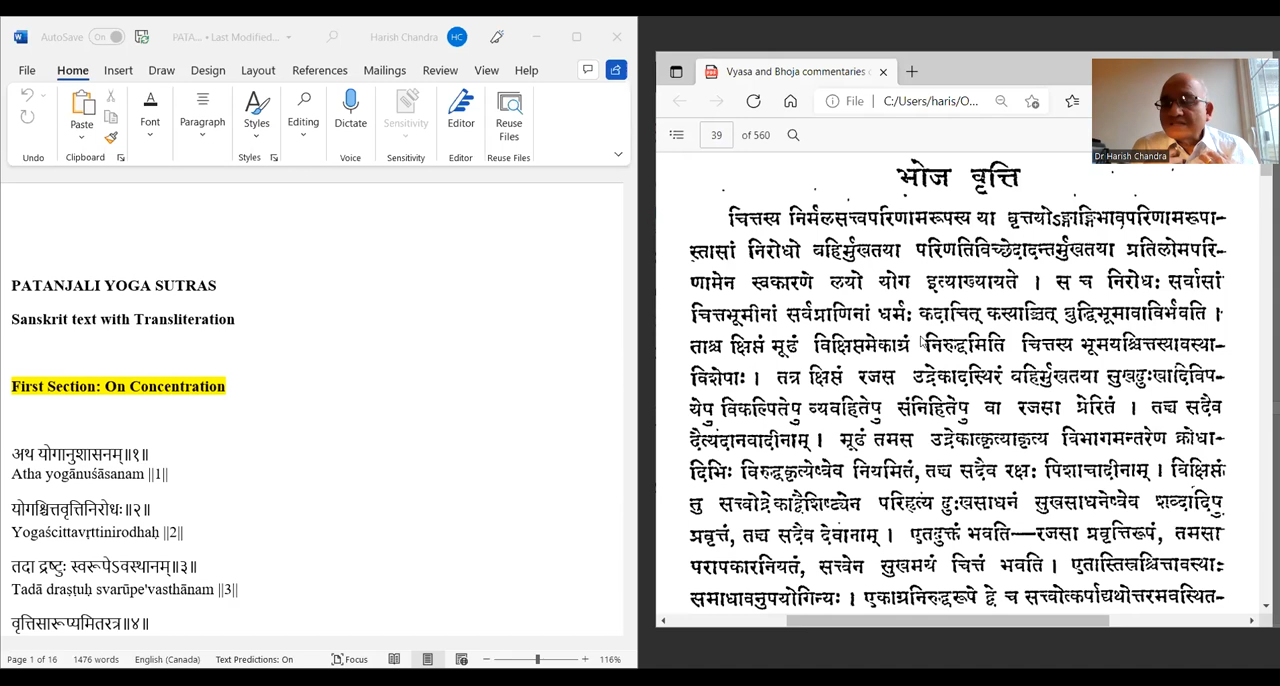 AutoSave
On
PATA... • Last Modified...
Harish Chandra
HC
File Home Insert Draw Design Layout References Mailings Review View Help
Paste
Font
Paragraph
Styles
Editing
Dictate
Sensitivity
Editor
Reuse Files
Undo
Clipboard
Styles
Voice
Sensitivity
Editor
Reuse Files
PATANJALI YOGA SUTRAS
Sanskrit text with Transliteration
First Section: On Concentration
अथ योगानुशासनम्॥१॥
Atha yogānuśāsanam ||1||
योगश्चित्तवृत्तिनिरोधः॥२॥
Yogaścittavṛttinirodhaḥ ||2||
तदा द्रष्टुः स्वरूपेऽवस्थानम्॥३॥
Tadā draṣṭuḥ svarūpe'vasthānam ||3||
वृत्तिसारूप्यमितरत्र॥४॥
Page 1 of 16
1476 words
English (Canada)
Text Predictions: On
Focus
116%
Vyasa and Bhoja commentaries
File
C:/Users/haris/O...
39 of 560
Dr Harish Chandra
भोज वृत्ति
चित्तस्य निर्मलसत्त्वपरिणामरूपस्य या वृत्तयोऽङ्गाङ्गिभावपरिणामरूपा-
स्तासां निरोधो बहिर्मुखतया परिणतिविच्छेदादन्तर्मुखतया प्रतिलोमपरि-
णामेन स्वकारणे लयो योग इत्याख्यायते । स च निरोधः सर्वासां
चित्तभूमीनां सर्वप्राणिनां धर्मः कदाचित् कस्याञ्चित् बुद्धिभूमावाविर्भवति ।
ताश्च क्षिप्तं मूढं विक्षिप्तमेकाग्रं निरुद्धमिति चित्तस्य भूमयश्चित्तस्यावस्था-
विशेषाः । तत्र क्षिप्तं रजस उद्रेकादस्थिरं बहिर्मुखतया सुखदुःखादिविप-
येषु विकल्पितेषु व्यवहितेषु संनिहितेषु वा रजसा प्रेरितं । तच्च सदैव
दैत्यदानवादीनाम् । मूढं तमस उद्रेकात्कृत्याकृत्य विभागमन्तरेण क्रोधा-
दिभिः विरुद्धकृत्येष्वेव नियमितं, तच्च सदैव रक्षः पिशाचादीनाम् । विक्षिप्तं
तु सत्त्वोद्रेकाद्वैशिष्ट्येन परिहृत्य दुःखसाधनं सुखसाधनेष्वेव शब्दादिषु
प्रवृत्तं, तच्च सदैव देवानाम् । एतदुक्तं भवति—रजसा प्रवृत्तिरूपं, तमसा
परापकारनियतं, सत्त्वेन सुखमयं चित्तं भवति । एतास्तिस्रश्चित्तावस्थाः
समाधावनुपयोगिन्यः । एकाग्रनिरुद्धरूपे द्वे च सत्त्वोत्कर्षाद्यथोत्तरमवस्थित-